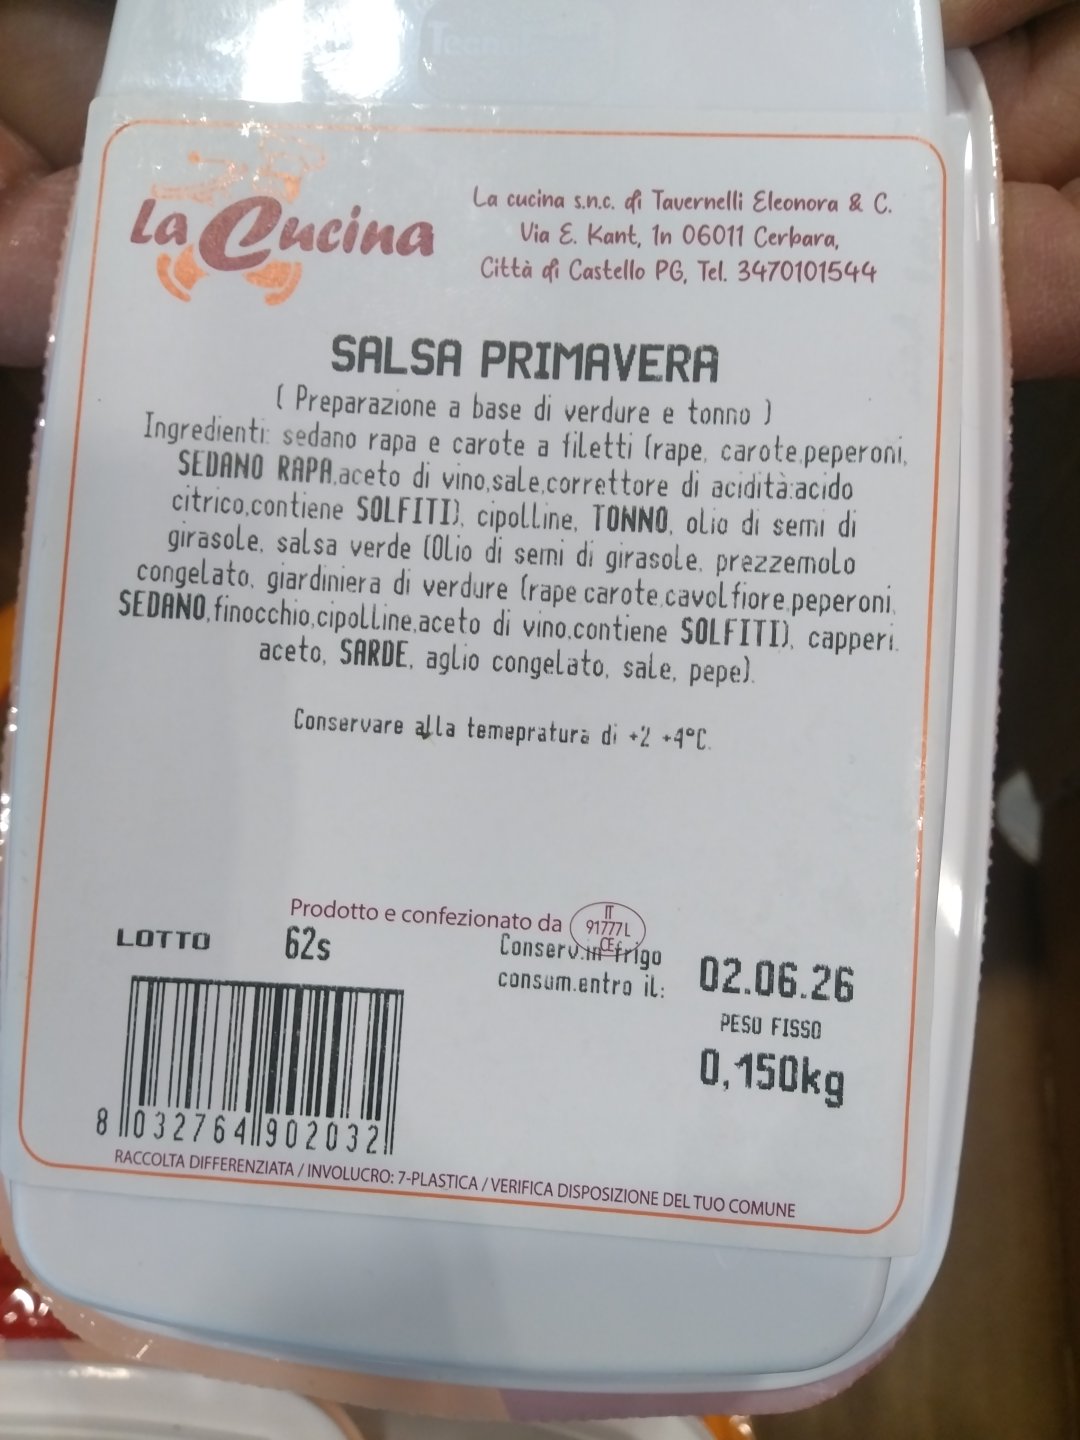 La Cucina
La cucina s.n.c. di Tavernelli Eleonora & C.
Via E. Kant, 1n 06011 Cerbara,
Città di Castello PG, Tel. 3470101544
SALSA PRIMAVERA
( Preparazione a base di verdure e tonno )
Ingredienti: sedano rapa e carote a filetti (rape, carote,peperoni,
SEDANO RAPA,aceto di vino,sale,correttore di acidità:acido
citrico,contiene SOLFITI), cipolline, TONNO, olio di semi di
girasole, salsa verde (Olio di semi di girasole, prezzemolo
congelato, giardiniera di verdure (rape,carote,cavolfiore,peperoni,
SEDANO,finocchio,cipolline,aceto di vino,contiene SOLFITI), capperi,
aceto, SARDE, aglio congelato, sale, pepe).
Conservare alla temepratura di +2 +4°C.
Prodotto e confezionato da
IT
91777L
CE
LOTTO 62s
Conserv.in frigo
consum.entro il: 02.06.26
PESO FISSO
0,150kg
8 032764 902032
RACCOLTA DIFFERENZIATA / INVOLUCRO: 7-PLASTICA / VERIFICA DISPOSIZIONE DEL TUO COMUNE